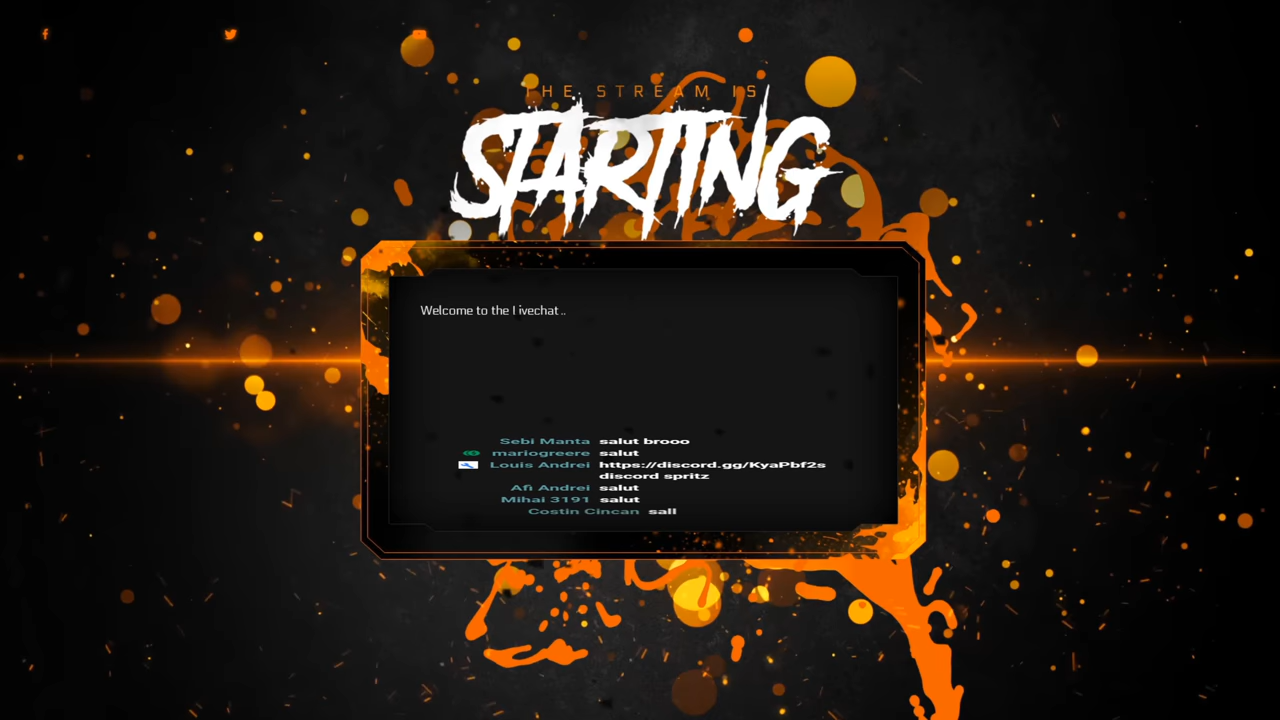 THE STREAM IS
STARTING
Welcome to the Livechat ..
Sebi Manta salut brooo
mariogreere salut
Louis Andrei https://discord.gg/KyaPbf2s
discord spritz
Afi Andrei salut
Mihai 3191 salut
Costin Cincan sall